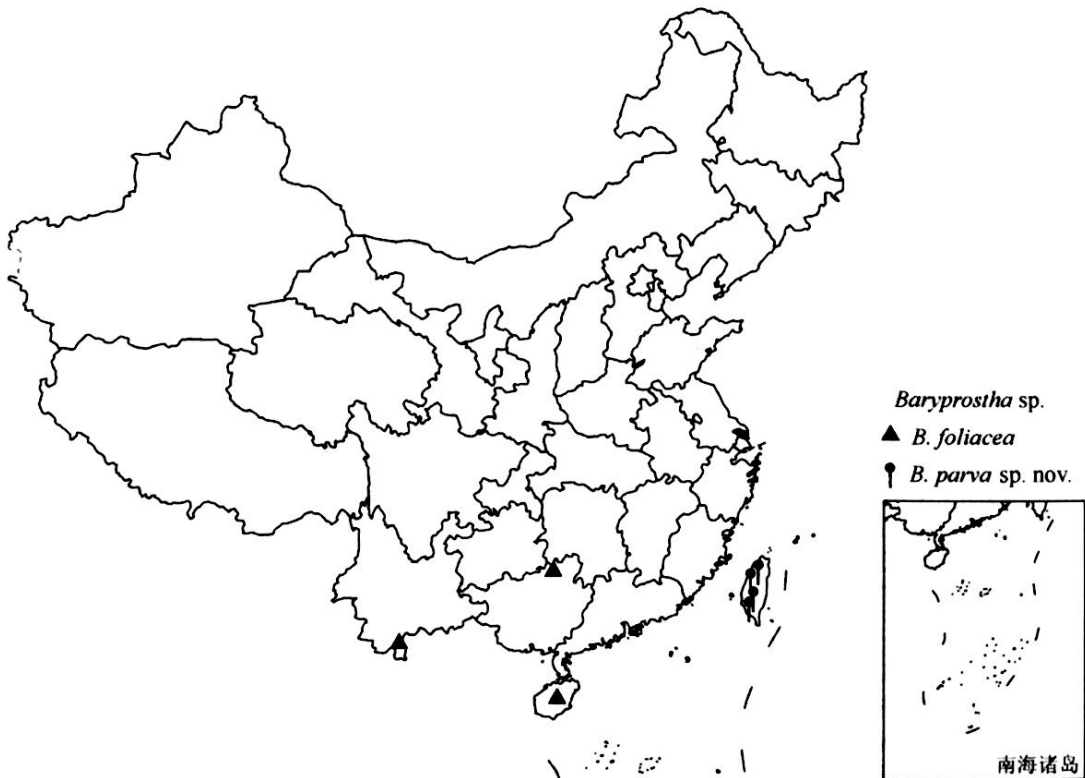 Baryprostha sp.
▲ B. foliacea
B. parva sp. nov.
南海诸岛